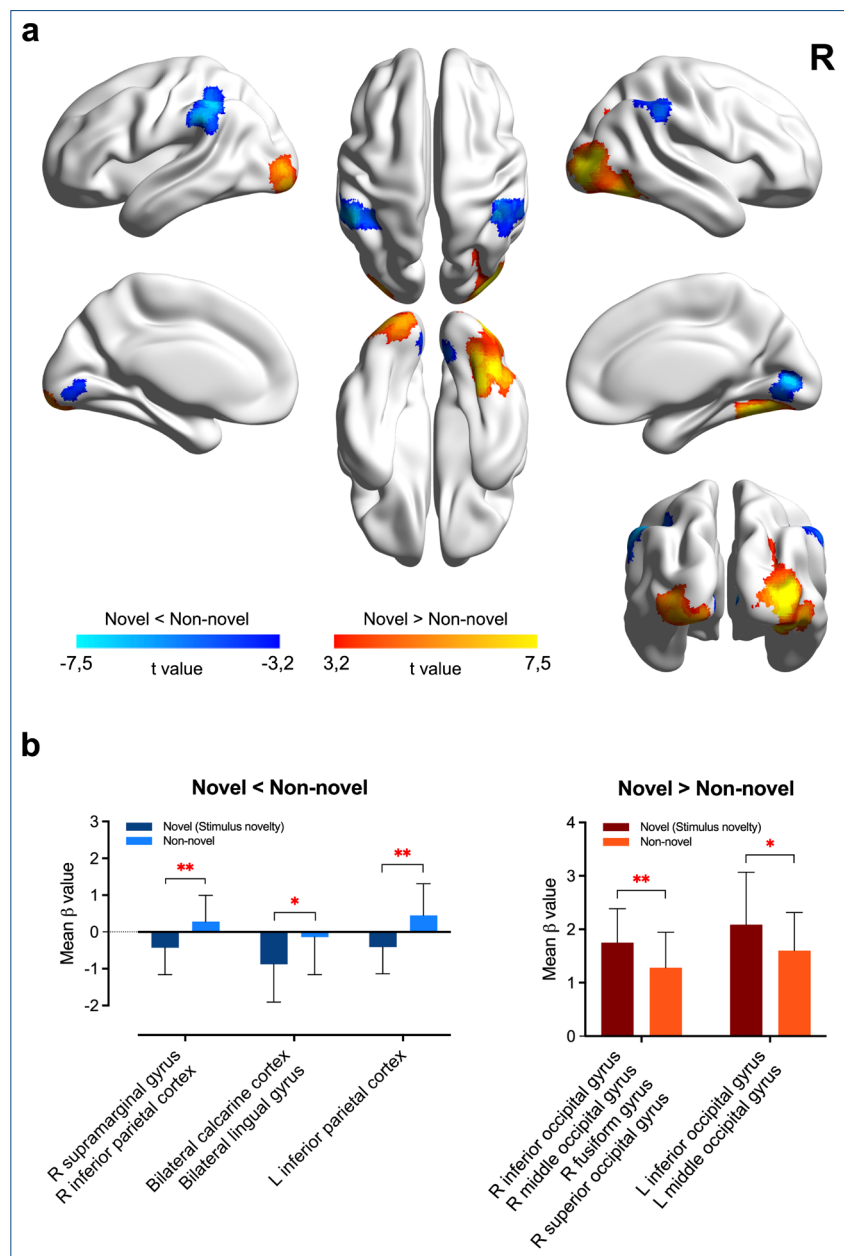 a
R
Novel < Non-novel
-7,5
-3,2
t value
Novel > Non-novel
3,2
7,5
t value
b
Novel < Non-novel
Mean β value
3
2
1
0
-1
-2
Novel (Stimulus novelty)
Non-novel
**
*
**
R supramarginal gyrus
R inferior parietal cortex
Bilateral calcarine cortex
Bilateral lingual gyrus
L inferior parietal cortex
Novel > Non-novel
Mean β value
4
3
2
1
0
Novel (Stimulus novelty)
Non-novel
**
*
R inferior occipital gyrus
R middle occipital gyrus
R fusiform gyrus
R superior occipital gyrus
L inferior occipital gyrus
L middle occipital gyrus